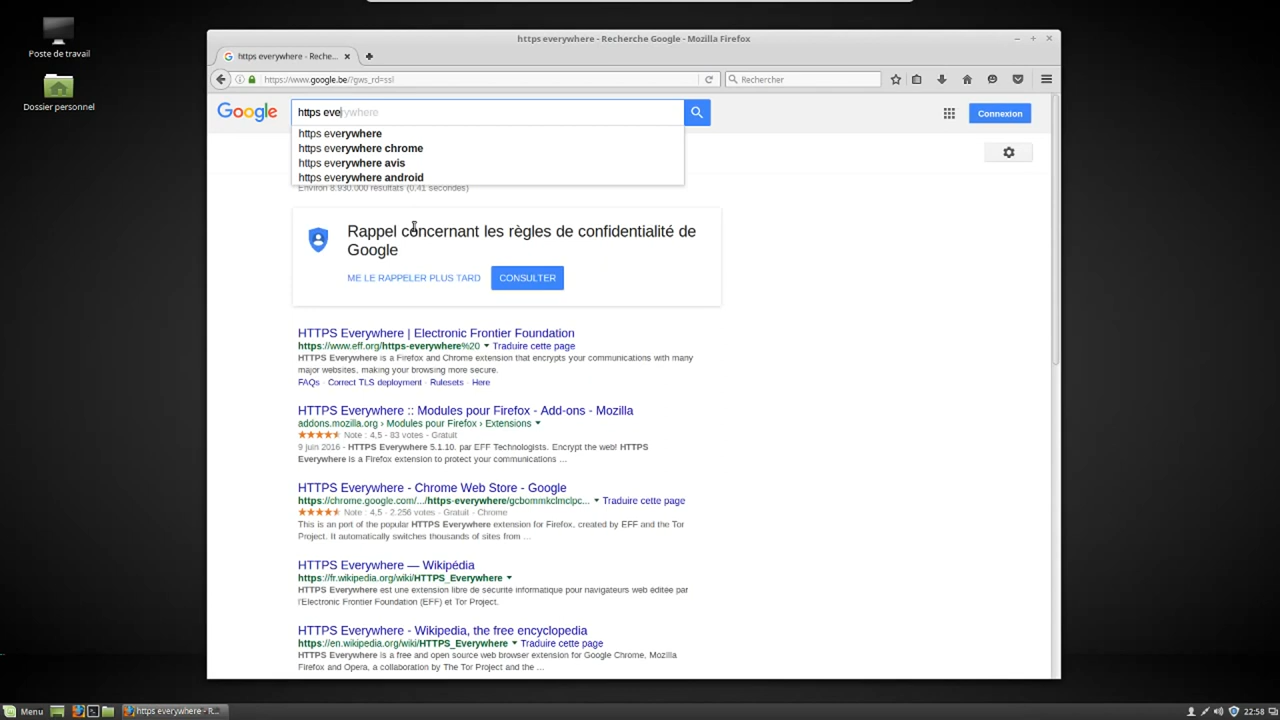 Poste de travail
Dossier personnel
https everywhere - Recherche Google - Mozilla Firefox
https everywhere - Reche...
https://www.google.be/?gws_rd=ssl
Rechercher
Google
https everywhere
Connexion
https everywhere
https everywhere chrome
https everywhere avis
https everywhere android
Environ 8.930.000 résultats (0,41 secondes)
Rappel concernant les règles de confidentialité de
Google
ME LE RAPPELER PLUS TARD
CONSULTER
HTTPS Everywhere | Electronic Frontier Foundation
https://www.eff.org/https-everywhere%20 Traduire cette page
HTTPS Everywhere is a Firefox and Chrome extension that encrypts your communications with many
major websites, making your browsing more secure.
FAQs · Correct TLS deployment · Rulesets · Here
HTTPS Everywhere :: Modules pour Firefox - Add-ons - Mozilla
addons.mozilla.org › Modules pour Firefox › Extensions
Note : 4,5 - 83 votes - Gratuit
9 juin 2016 - HTTPS Everywhere 5.1.10. par EFF Technologists. Encrypt the web! HTTPS
Everywhere is a Firefox extension to protect your communications ...
HTTPS Everywhere - Chrome Web Store - Google
https://chrome.google.com/.../https-everywhere/gcbommkclmclpc... Traduire cette page
Note : 4,5 - 2.256 votes - Gratuit - Chrome
This is an port of the popular HTTPS Everywhere extension for Firefox, created by EFF and the Tor
Project. It automatically switches thousands of sites from ...
HTTPS Everywhere — Wikipédia
https://fr.wikipedia.org/wiki/HTTPS_Everywhere
HTTPS Everywhere est une extension libre de sécurité informatique pour navigateurs web éditée par
l'Electronic Frontier Foundation (EFF) et Tor Project.
HTTPS Everywhere - Wikipedia, the free encyclopedia
https://en.wikipedia.org/wiki/HTTPS_Everywhere Traduire cette page
HTTPS Everywhere is a free and open source web browser extension for Google Chrome, Mozilla
Firefox and Opera, a collaboration by The Tor Project and the ...
Menu
https everywhere - R...
22:58